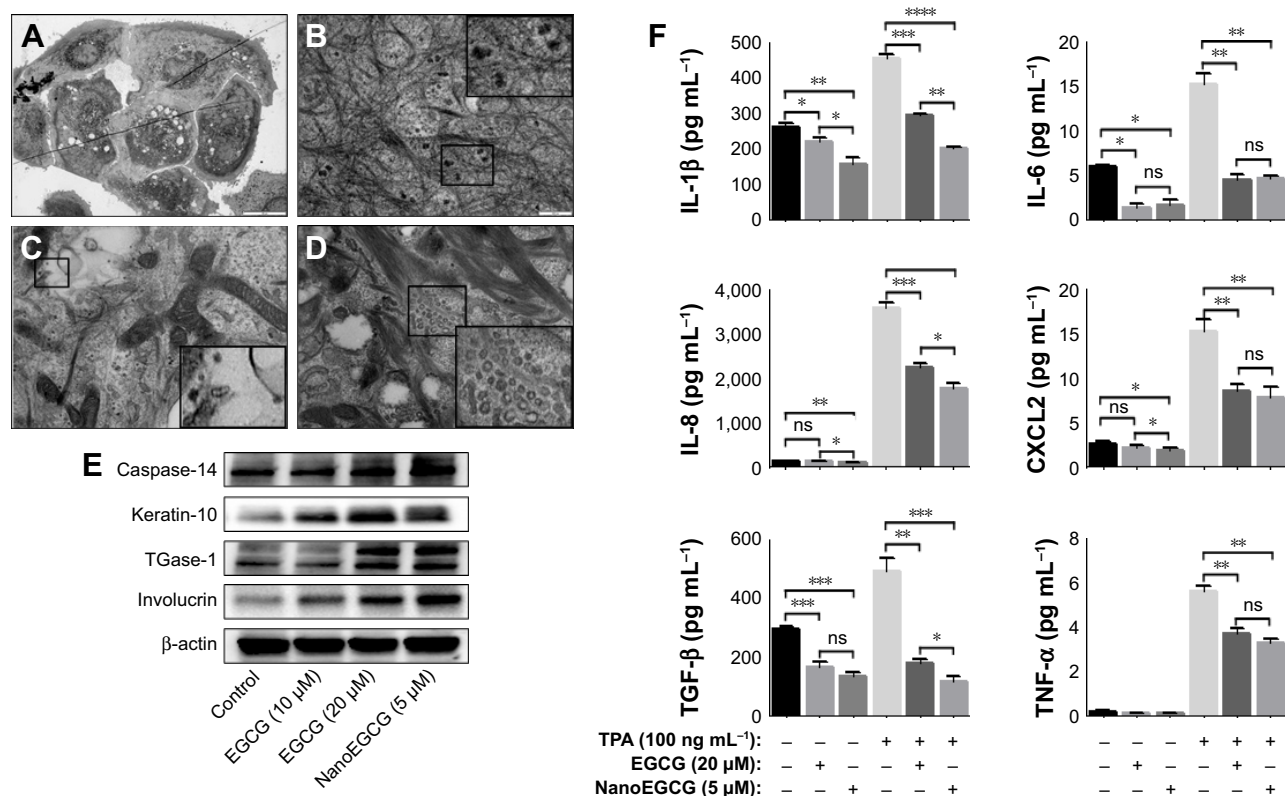 A
B
C
D
E
Caspase-14
Keratin-10
TGase-1
Involucrin
β-actin
Control
EGCG (10 µM)
EGCG (20 µM)
NanoEGCG (5 µM)
F
IL-1β (pg mL⁻¹)
500
400
300
200
100
0
**
*
*
****
***
**
IL-6 (pg mL⁻¹)
20
15
10
5
0
*
*
ns
**
**
ns
IL-8 (pg mL⁻¹)
4,000
3,000
2,000
1,000
0
**
ns
*
***
*
CXCL2 (pg mL⁻¹)
20
15
10
5
0
*
ns
*
**
**
ns
TGF-β (pg mL⁻¹)
600
400
200
0
***
***
ns
***
**
*
TNF-α (pg mL⁻¹)
8
6
4
2
0
**
**
ns
TPA (100 ng mL⁻¹): – – – + + + – – – + + +
EGCG (20 µM): – + – – + – – + – – + –
NanoEGCG (5 µM): – – + – – + – – + – – +